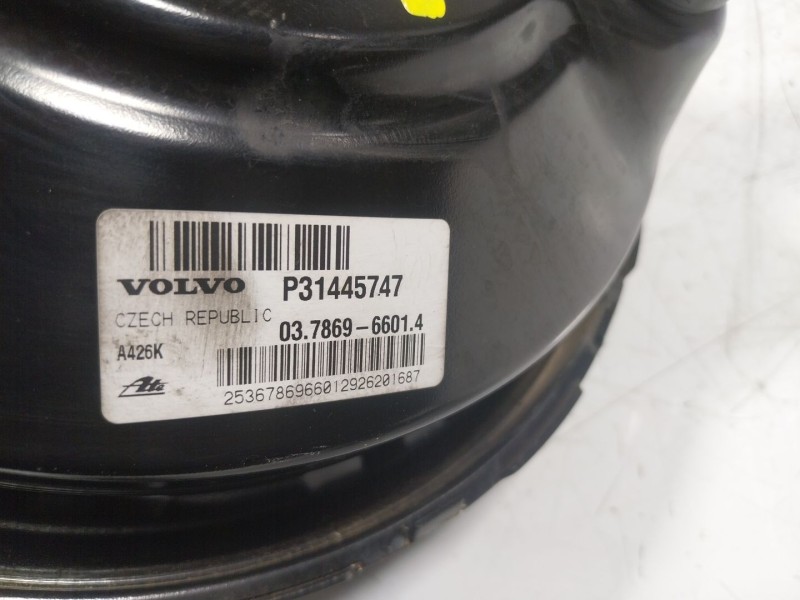 VOLVO P31445747
CZECH REPUBLIC
03.7869-6601.4
A426K
Ate
2536786966012926201687